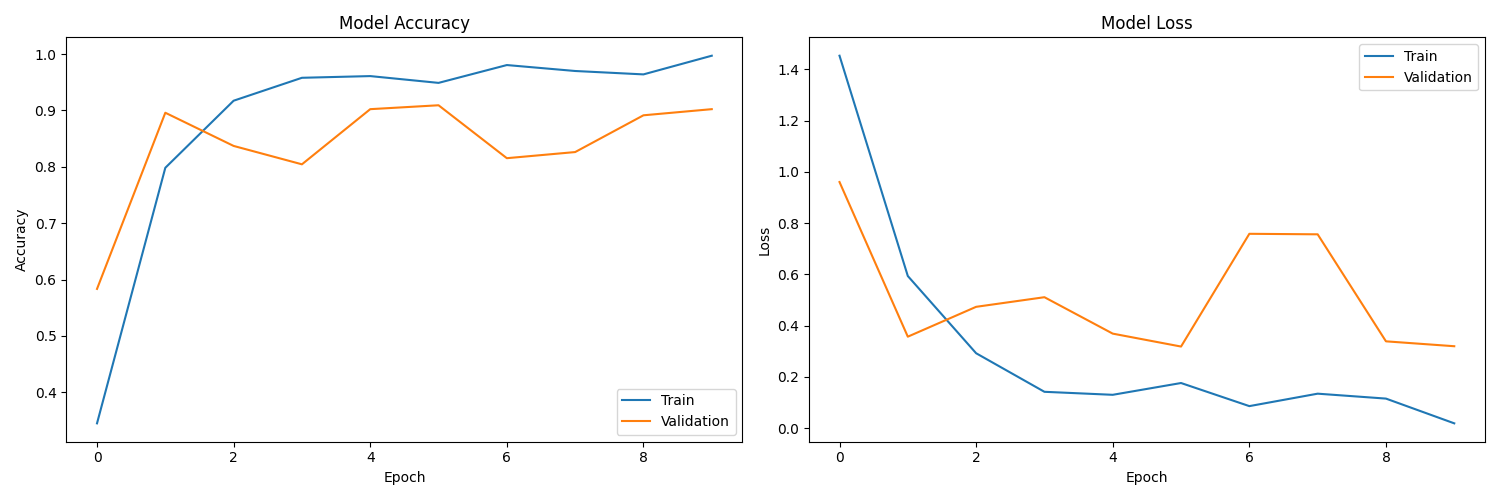 Model Accuracy
1.0
0.9
0.8
0.7
0.6
0.5
0.4
Accuracy
Train
Validation
0 2 4 6 8
Epoch
Model Loss
1.4
1.2
1.0
0.8
0.6
0.4
0.2
0.0
Loss
Train
Validation
0 2 4 6 8
Epoch